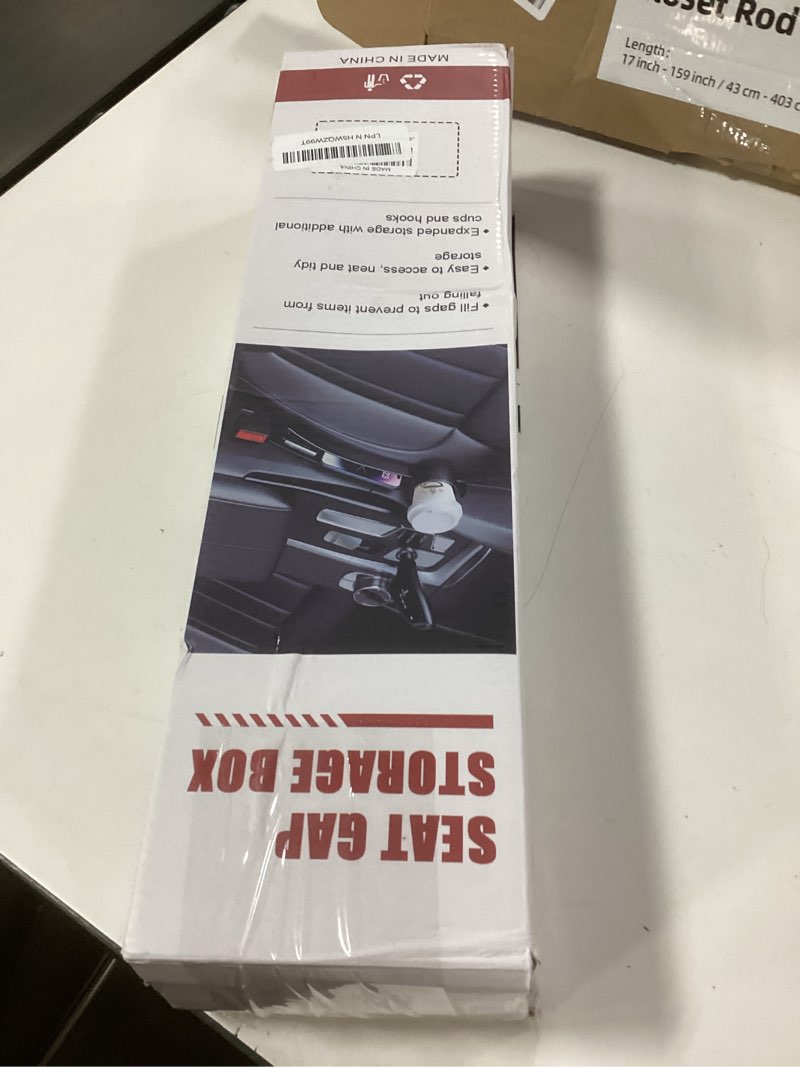 SEAT GAP
STORAGE BOX
◆ Fill gaps to prevent items from
falling out
◆ Easy to access, neat and tidy
storage
◆ Expanded storage with additional
cups and hooks
MADE IN CHINA
LPN N HSWQZW99T
MADE IN CHINA
oset Rod
Length:
17 inch - 159 inch / 43 cm - 403 c